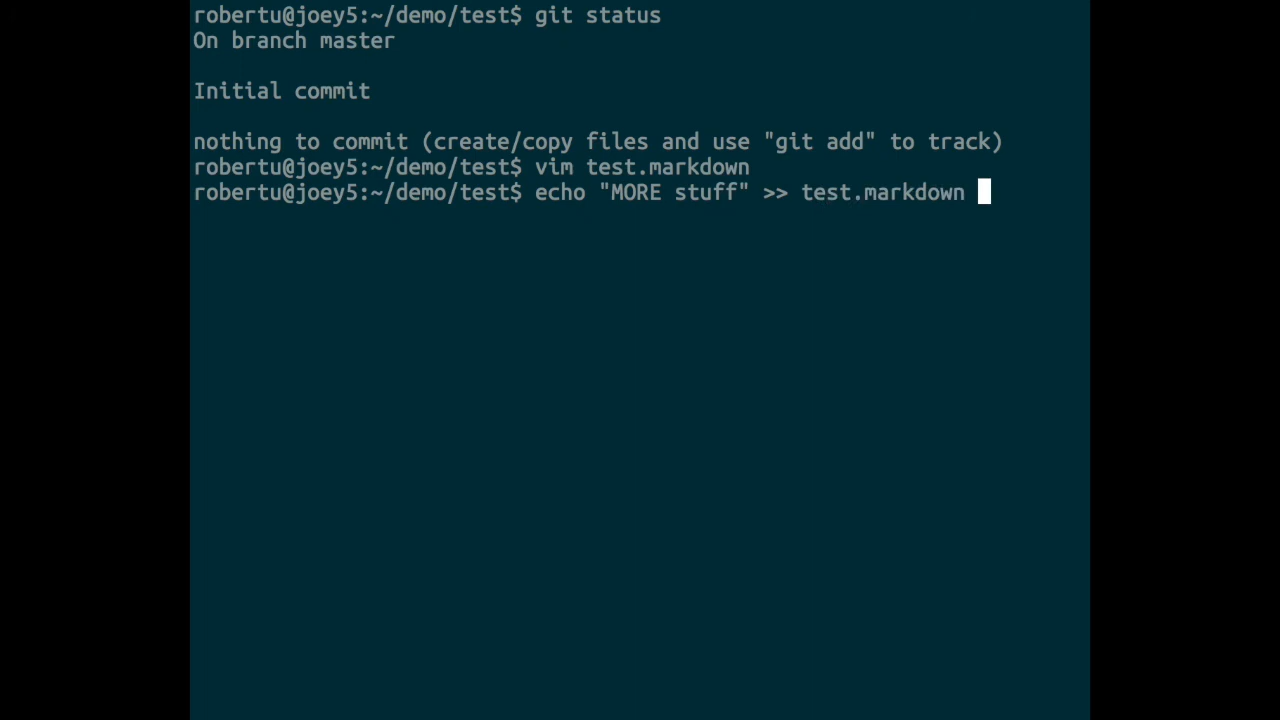 robertu@joey5:~/demo/test$ git status
On branch master
Initial commit
nothing to commit (create/copy files and use "git add" to track)
robertu@joey5:~/demo/test$ vim test.markdown
robertu@joey5:~/demo/test$ echo "MORE stuff" >> test.markdown